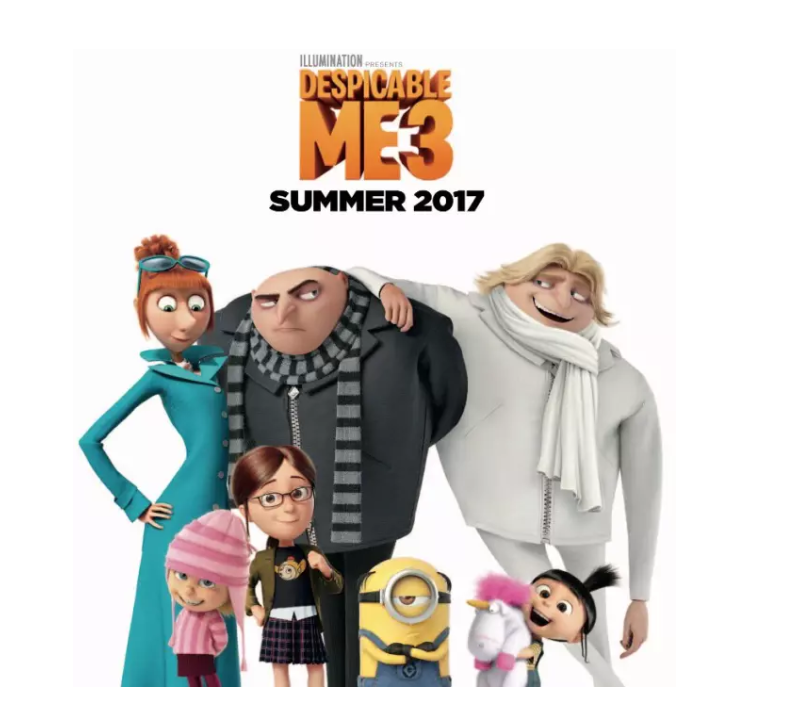 ILLUMINATION PRESENTS
DESPICABLE
ME3
SUMMER 2017